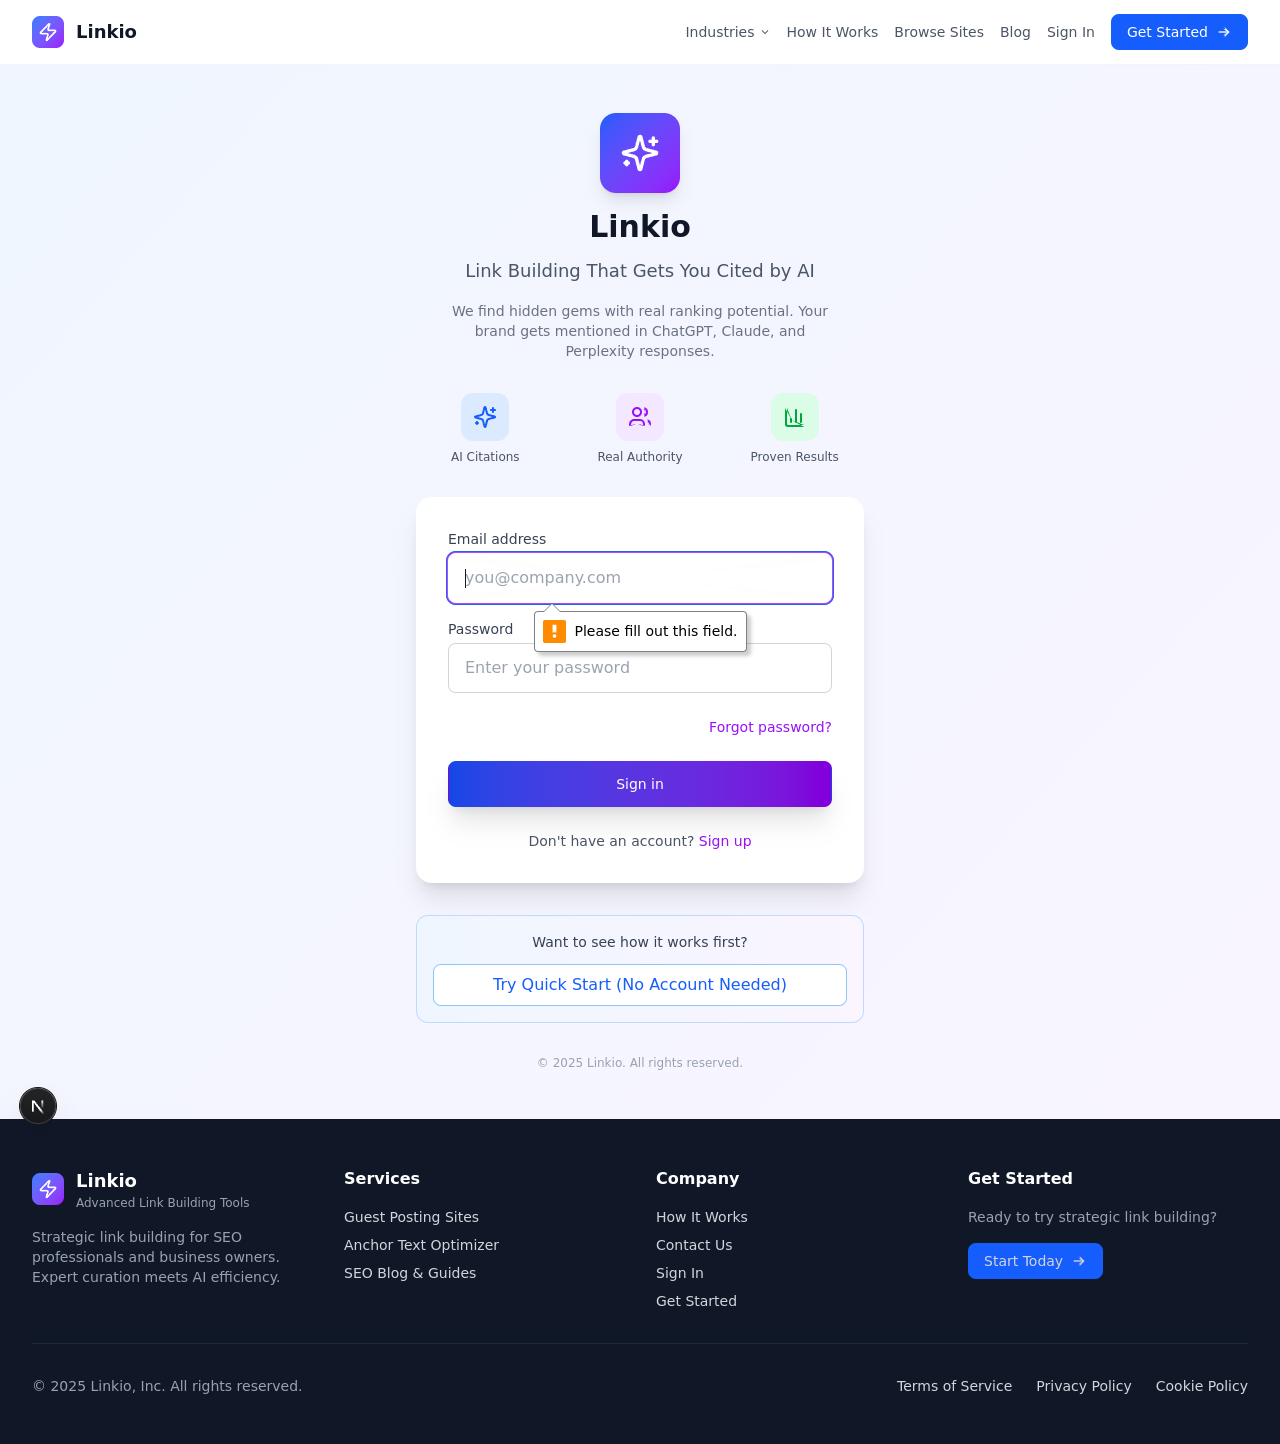 Linkio
Industries
How It Works
Browse Sites
Blog
Sign In
Get Started
Linkio
Link Building That Gets You Cited by AI
We find hidden gems with real ranking potential. Your
brand gets mentioned in ChatGPT, Claude, and
Perplexity responses.
AI Citations
Real Authority
Proven Results
Email address
you@company.com
Please fill out this field.
Password
Enter your password
Forgot password?
Sign in
Don't have an account? Sign up
Want to see how it works first?
Try Quick Start (No Account Needed)
© 2025 Linkio. All rights reserved.
N
Linkio
Advanced Link Building Tools
Strategic link building for SEO
professionals and business owners.
Expert curation meets AI efficiency.
Services
Guest Posting Sites
Anchor Text Optimizer
SEO Blog & Guides
Company
How It Works
Contact Us
Sign In
Get Started
Get Started
Ready to try strategic link building?
Start Today
© 2025 Linkio, Inc. All rights reserved.
Terms of Service
Privacy Policy
Cookie Policy